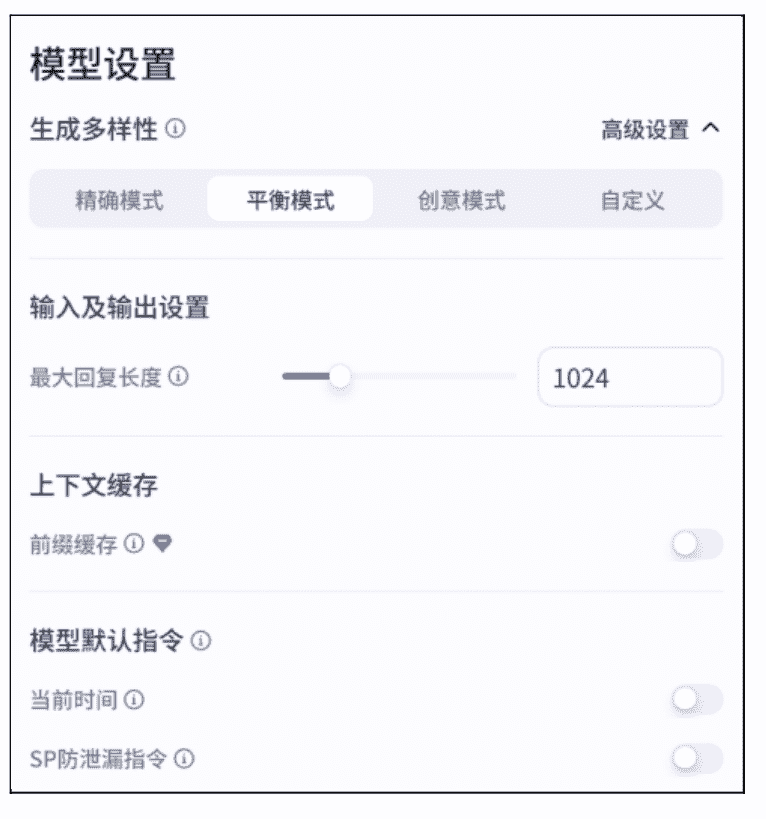 模型设置
生成多样性 高级设置
精确模式 平衡模式 创意模式 自定义
输入及输出设置
最大回复长度 1024
上下文缓存
前缀缓存
模型默认指令
当前时间
SP防泄漏指令